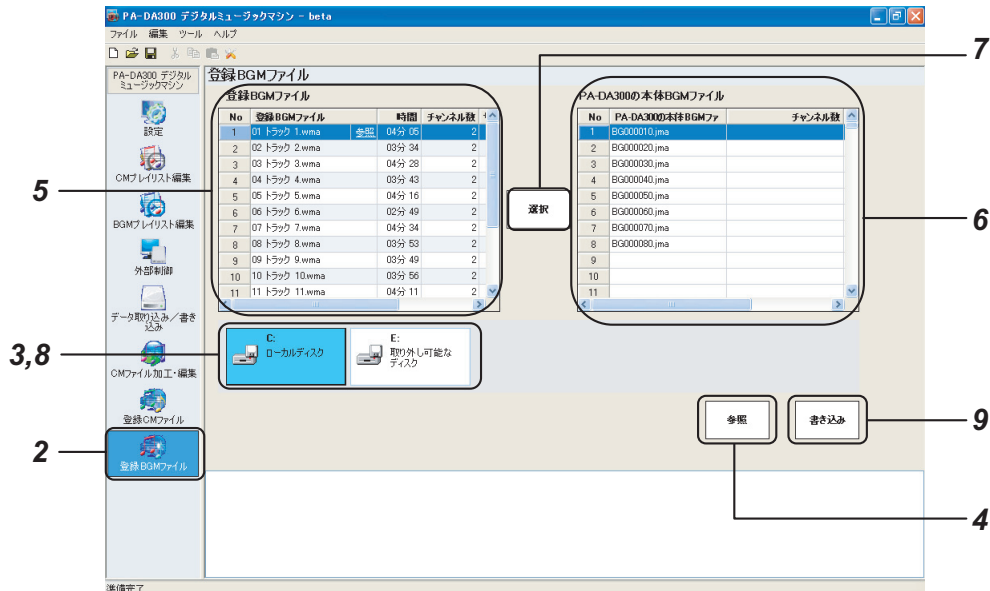 PA-DA300 デジタルミュージックマシン - beta
ファイル 編集 ツール ヘルプ
PA-DA300 デジタル
ミュージックマシン
設定
CMプレイリスト編集
BGMプレイリスト編集
外部制御
データ取り込み／書き
込み
CMファイル加工・編集
登録CMファイル
登録BGMファイル
登録BGMファイル
登録BGMファイル
No 登録BGMファイル 時間 チャンネル数
1 01 トラック 1.wma 参照 04分 05 2
2 02 トラック 2.wma 03分 34 2
3 03 トラック 3.wma 04分 28 2
4 04 トラック 4.wma 03分 43 2
5 05 トラック 5.wma 04分 16 2
6 06 トラック 6.wma 02分 49 2
7 07 トラック 7.wma 04分 34 2
8 08 トラック 8.wma 03分 53 2
9 09 トラック 9.wma 03分 49 2
10 10 トラック 10.wma 03分 56 2
11 11 トラック 11.wma 04分 11 2
選択
PA-DA300の本体BGMファイル
No PA-DA300の本体BGMファ チャンネル数
1 BG000010.jma
2 BG000020.jma
3 BG000030.jma
4 BG000040.jma
5 BG000050.jma
6 BG000060.jma
7 BG000070.jma
8 BG000080.jma
9
10
11
C:
ローカルディスク
E:
取り外し可能な
ディスク
参照
書き込み
準備完了
7
5
6
3,8
9
2
4